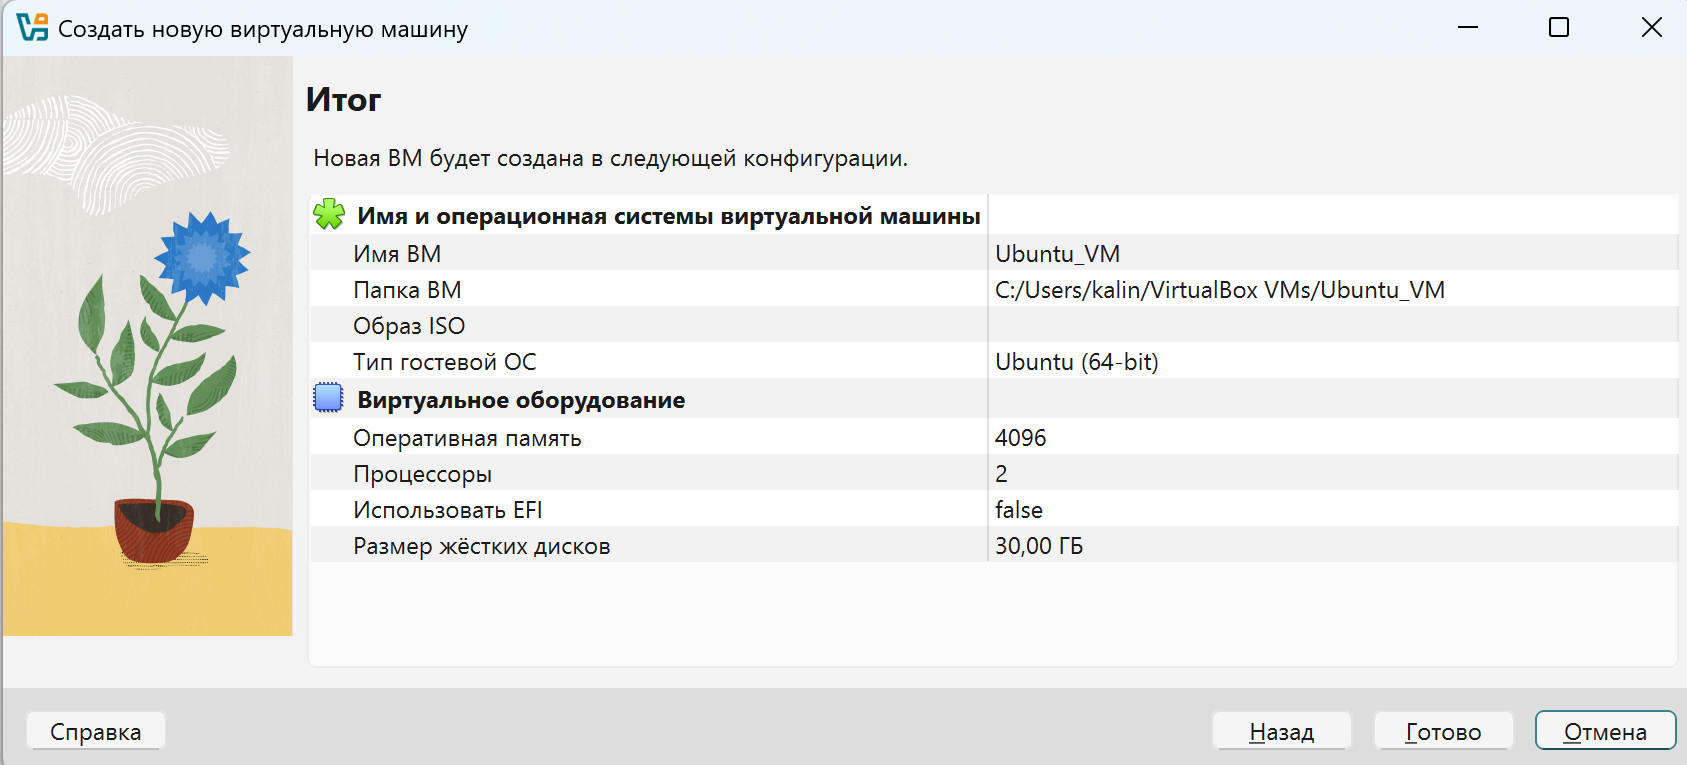 Создать новую виртуальную машину
Итог
Новая ВМ будет создана в следующей конфигурации.
Имя и операционная системы виртуальной машины
Имя ВМ Ubuntu_VM
Папка ВМ C:/Users/kalin/VirtualBox VMs/Ubuntu_VM
Образ ISO
Тип гостевой ОС Ubuntu (64-bit)
Виртуальное оборудование
Оперативная память 4096
Процессоры 2
Использовать EFI false
Размер жёстких дисков 30,00 ГБ
Справка Назад Готово Отмена